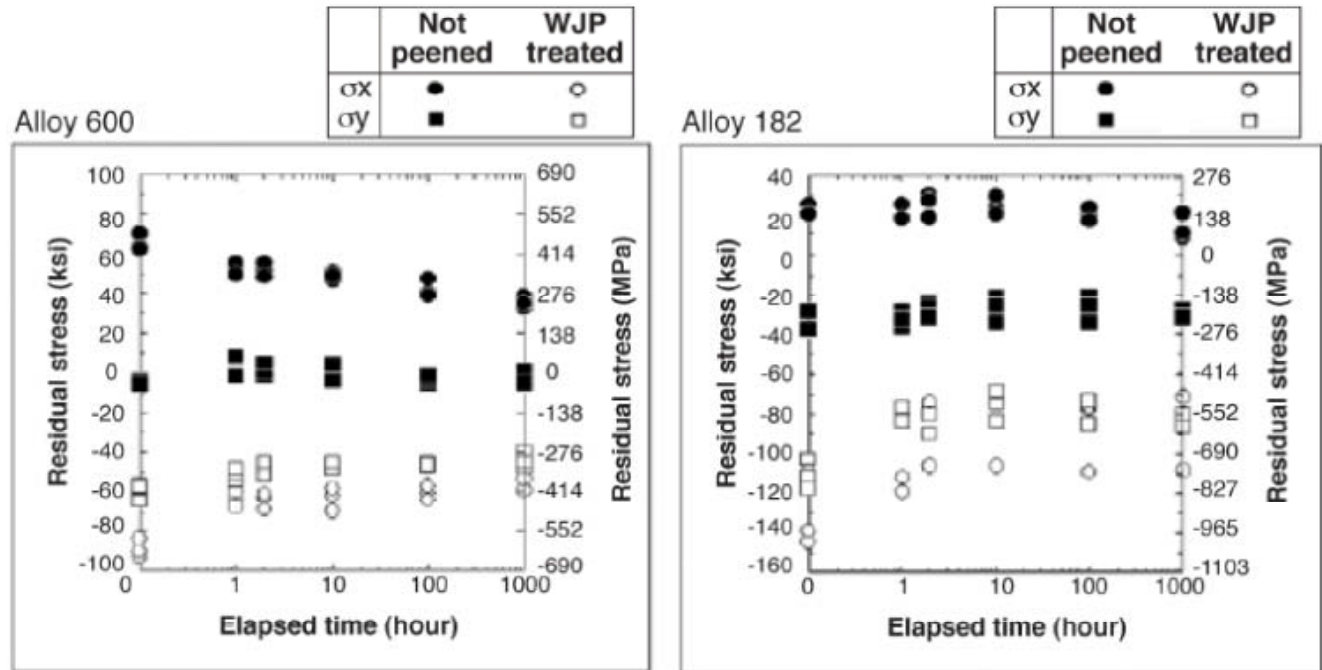 Not WJP
peened treated
σx
σy
Alloy 600
Residual stress (ksi)
100
80
60
40
20
0
-20
-40
-60
-80
-100
690
552
414
276
138
0
-138
-276
-414
-552
-690
Residual stress (MPa)
0 1 10 100 1000
Elapsed time (hour)
Not WJP
peened treated
σx
σy
Alloy 182
Residual stress (ksi)
40
20
0
-20
-40
-60
-80
-100
-120
-140
-160
276
138
0
-138
-276
-414
-552
-690
-827
-965
-1103
Residual stress (MPa)
0 1 10 100 1000
Elapsed time (hour)